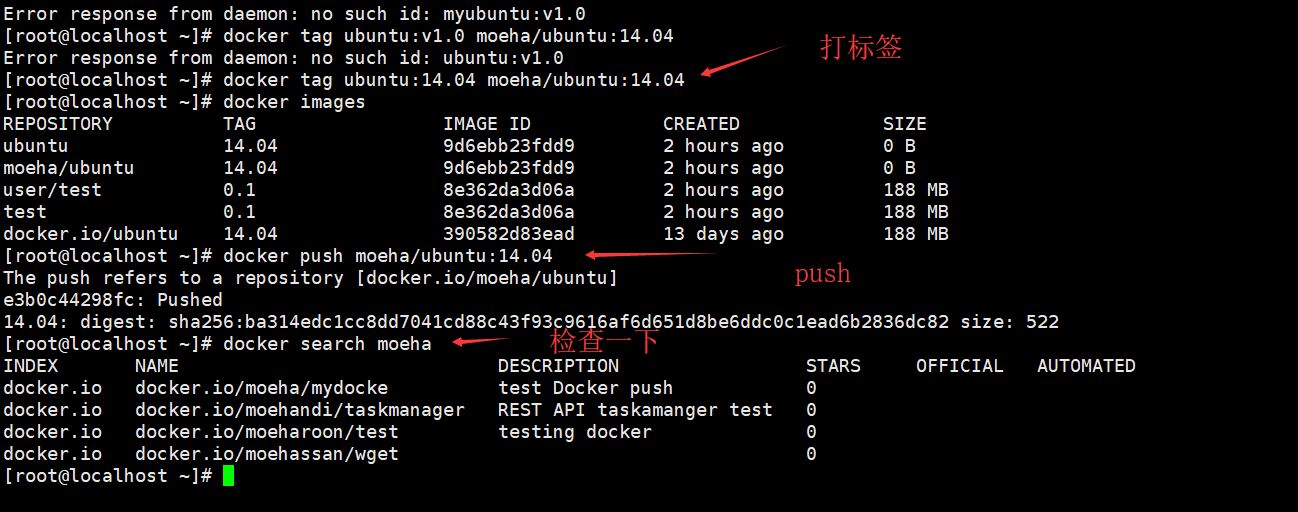 Error response from daemon: no such id: myubuntu:v1.0
[root@localhost ~]# docker tag ubuntu:v1.0 moeha/ubuntu:14.04
Error response from daemon: no such id: ubuntu:v1.0
打标签
[root@localhost ~]# docker tag ubuntu:14.04 moeha/ubuntu:14.04
[root@localhost ~]# docker images
REPOSITORY TAG IMAGE ID CREATED SIZE
ubuntu 14.04 9d6ebb23fdd9 2 hours ago 0 B
moeha/ubuntu 14.04 9d6ebb23fdd9 2 hours ago 0 B
user/test 0.1 8e362da3d06a 2 hours ago 188 MB
test 0.1 8e362da3d06a 2 hours ago 188 MB
docker.io/ubuntu 14.04 390582d83ead 13 days ago 188 MB
[root@localhost ~]# docker push moeha/ubuntu:14.04
The push refers to a repository [docker.io/moeha/ubuntu]
push
e3b0c44298fc: Pushed
14.04: digest: sha256:ba314edc1cc8dd7041cd88c43f93c9616af6d651d8be6ddc0c1ead6b2836dc82 size: 522
[root@localhost ~]# docker search moeha
检查一下
INDEX NAME DESCRIPTION STARS OFFICIAL AUTOMATED
docker.io docker.io/moeha/mydocke test Docker push 0
docker.io docker.io/moehandi/taskmanager REST API taskamanger test 0
docker.io docker.io/moeharoon/test testing docker 0
docker.io docker.io/moehassan/wget 0
[root@localhost ~]#